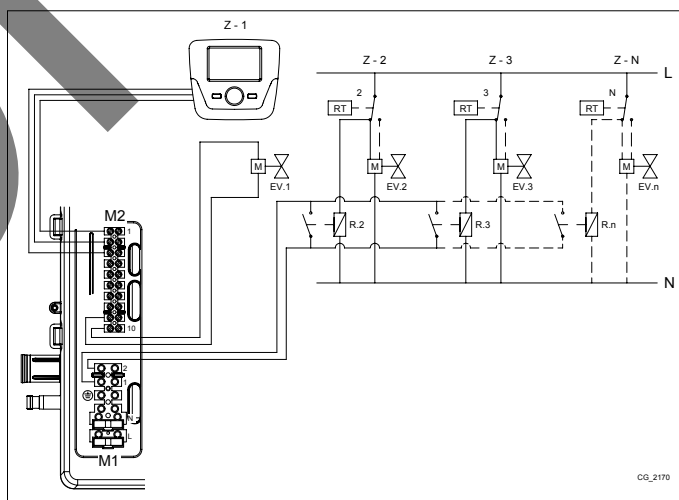 Z - 1
Z - 2
Z - 3
Z - N
L
2
3
N
RT
RT
RT
M
M
M
M
EV.1
EV.2
EV.3
EV.n
R.2
R.3
R.n
N
M2
1
10
2
1
N
L
M1
CG_2170